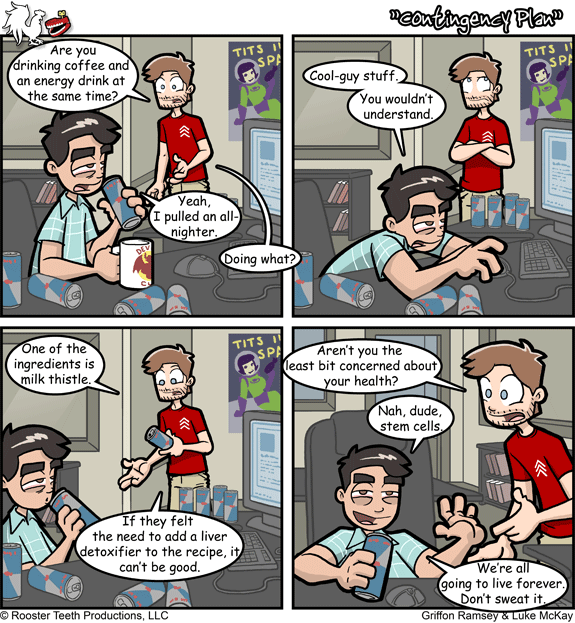 "Contingency Plan"
Are you
drinking coffee and
an energy drink at
the same time?
TITS IN
SPA
Yeah,
I pulled an all-
nighter.
Doing what?
DEV
C
Cool-guy stuff.
You wouldn't
understand.
TITS I
SPA
One of the
ingredients is
milk thistle.
TITS I
SPA
If they felt
the need to add a liver
detoxifier to the recipe, it
can't be good.
Aren't you the
least bit concerned about
your health?
Nah, dude,
stem cells.
We're all
going to live forever.
Don't sweat it.
© Rooster Teeth Productions, LLC
Griffon Ramsey & Luke McKay